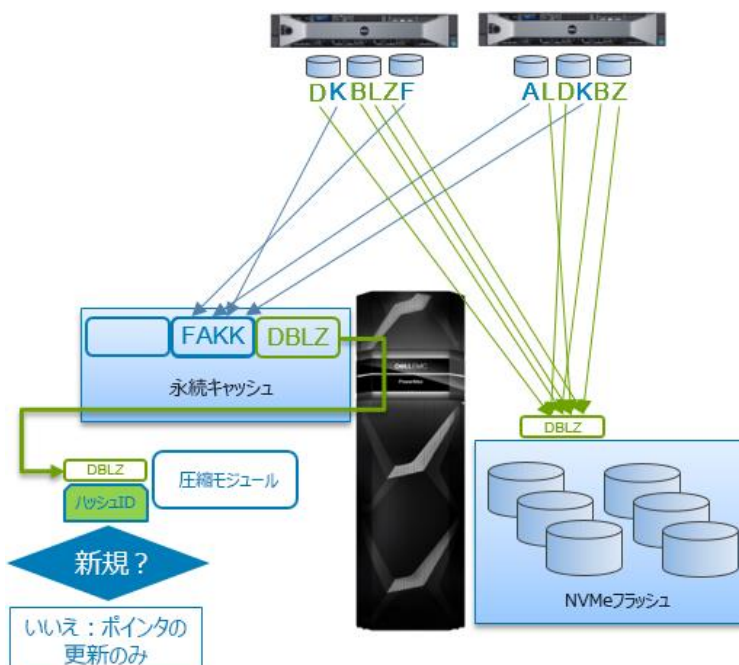 DKBLZF
ALDKBZ
FAKK
DBLZ
永続キャッシュ
DELLEMC
PowerMax
DBLZ
DBLZ
ハッシュID
圧縮モジュール
新規？
いいえ：ポインタの
更新のみ
NVMeフラッシュ